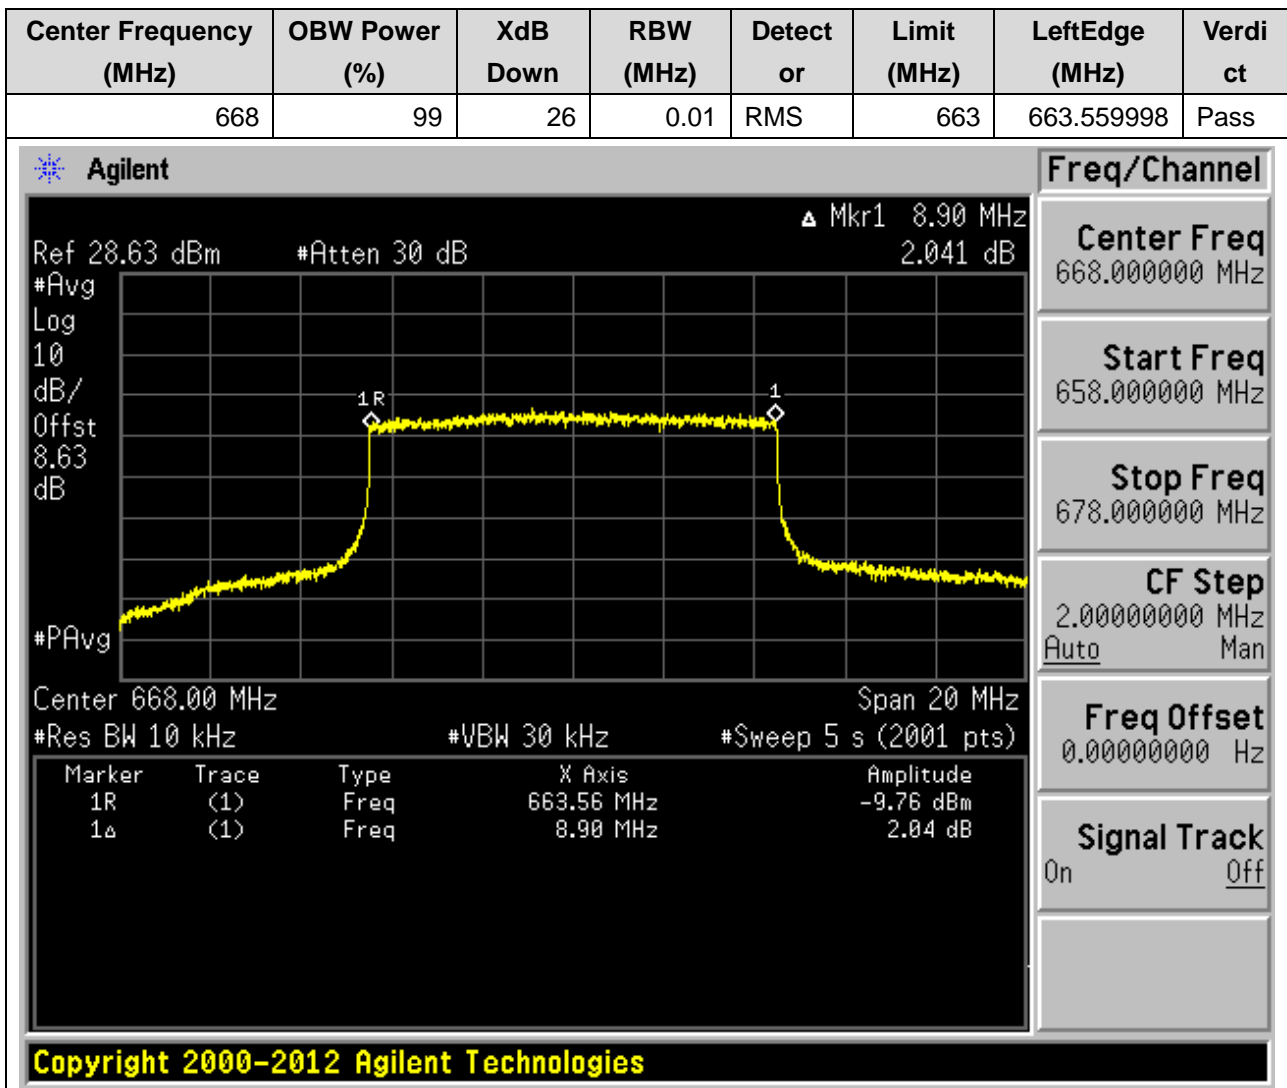 Center Frequency (MHz) OBW Power (%) XdB Down RBW (MHz) Detect or Limit (MHz) LeftEdge (MHz) Verdi ct
668 99 26 0.01 RMS 663 663.559998 Pass
Agilent
Freq/Channel
Δ Mkr1 8.90 MHz
Ref 28.63 dBm #Atten 30 dB 2.041 dB
#Avg
Log
10
dB/
Offst
8.63
dB
1R
1
#PAvg
Center 668.00 MHz Span 20 MHz
#Res BW 10 kHz #VBW 30 kHz #Sweep 5 s (2001 pts)
Marker Trace Type X Axis Amplitude
1R (1) Freq 663.56 MHz -9.76 dBm
1Δ (1) Freq 8.90 MHz 2.04 dB
Center Freq
668.000000 MHz
Start Freq
658.000000 MHz
Stop Freq
678.000000 MHz
CF Step
2.00000000 MHz
Auto Man
Freq Offset
0.00000000 Hz
Signal Track
On Off
Copyright 2000-2012 Agilent Technologies